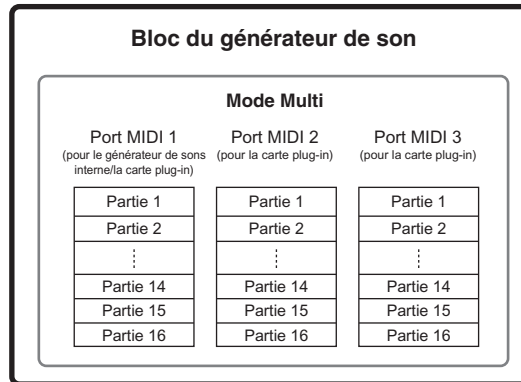 Bloc du générateur de son
Mode Multi
Port MIDI 1
(pour le générateur de sons
interne/la carte plug-in)
Partie 1
Partie 2
Partie 14
Partie 15
Partie 16
Port MIDI 2
(pour la carte plug-in)
Partie 1
Partie 2
Partie 14
Partie 15
Partie 16
Port MIDI 3
(pour la carte plug-in)
Partie 1
Partie 2
Partie 14
Partie 15
Partie 16